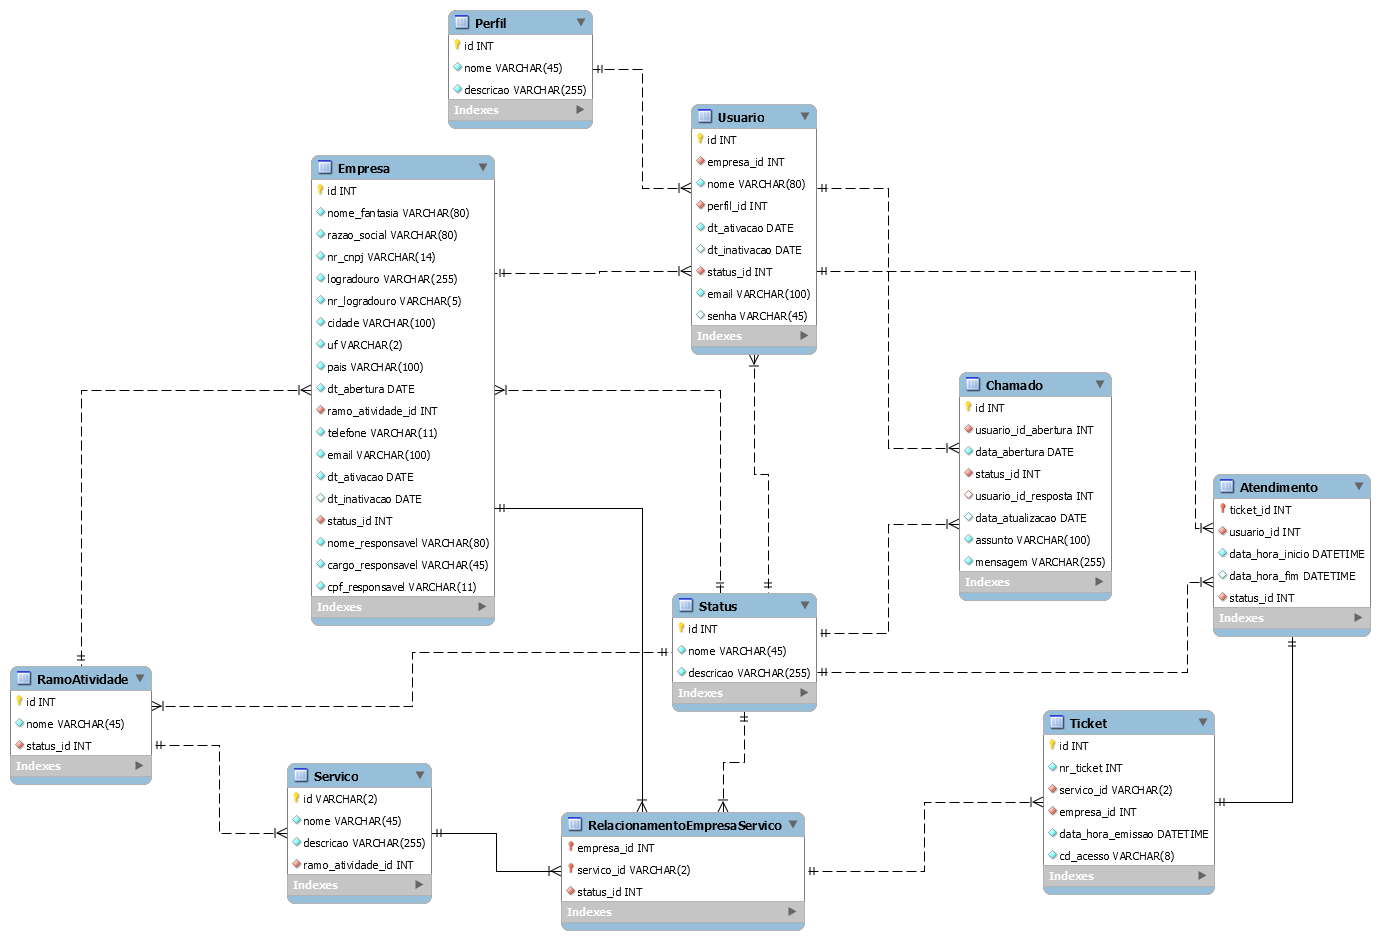 Perfil
id INT
nome VARCHAR(45)
descricao VARCHAR(255)
Indexes
Usuario
id INT
empresa_id INT
nome VARCHAR(80)
perfil_id INT
dt_ativacao DATE
dt_inativacao DATE
status_id INT
email VARCHAR(100)
senha VARCHAR(45)
Indexes
Empresa
id INT
nome_fantasia VARCHAR(80)
razao_social VARCHAR(80)
nr_cnpj VARCHAR(14)
logradouro VARCHAR(255)
nr_logradouro VARCHAR(5)
cidade VARCHAR(100)
uf VARCHAR(2)
pais VARCHAR(100)
dt_abertura DATE
ramo_atividade_id INT
telefone VARCHAR(11)
email VARCHAR(100)
dt_ativacao DATE
dt_inativacao DATE
status_id INT
nome_responsavel VARCHAR(80)
cargo_responsavel VARCHAR(45)
cpf_responsavel VARCHAR(11)
Indexes
Chamado
id INT
usuario_id_abertura INT
data_abertura DATE
status_id INT
usuario_id_resposta INT
data_atualizacao DATE
assunto VARCHAR(100)
mensagem VARCHAR(255)
Indexes
Atendimento
ticket_id INT
usuario_id INT
data_hora_inicio DATETIME
data_hora_fim DATETIME
status_id INT
Indexes
Status
id INT
nome VARCHAR(45)
descricao VARCHAR(255)
Indexes
RamoAtividade
id INT
nome VARCHAR(45)
status_id INT
Indexes
Servico
id VARCHAR(2)
nome VARCHAR(45)
descricao VARCHAR(255)
ramo_atividade_id INT
Indexes
RelacionamentoEmpresaServico
empresa_id INT
servico_id VARCHAR(2)
status_id INT
Indexes
Ticket
id INT
nr_ticket INT
servico_id VARCHAR(2)
empresa_id INT
data_hora_emissao DATETIME
cd_acesso VARCHAR(8)
Indexes